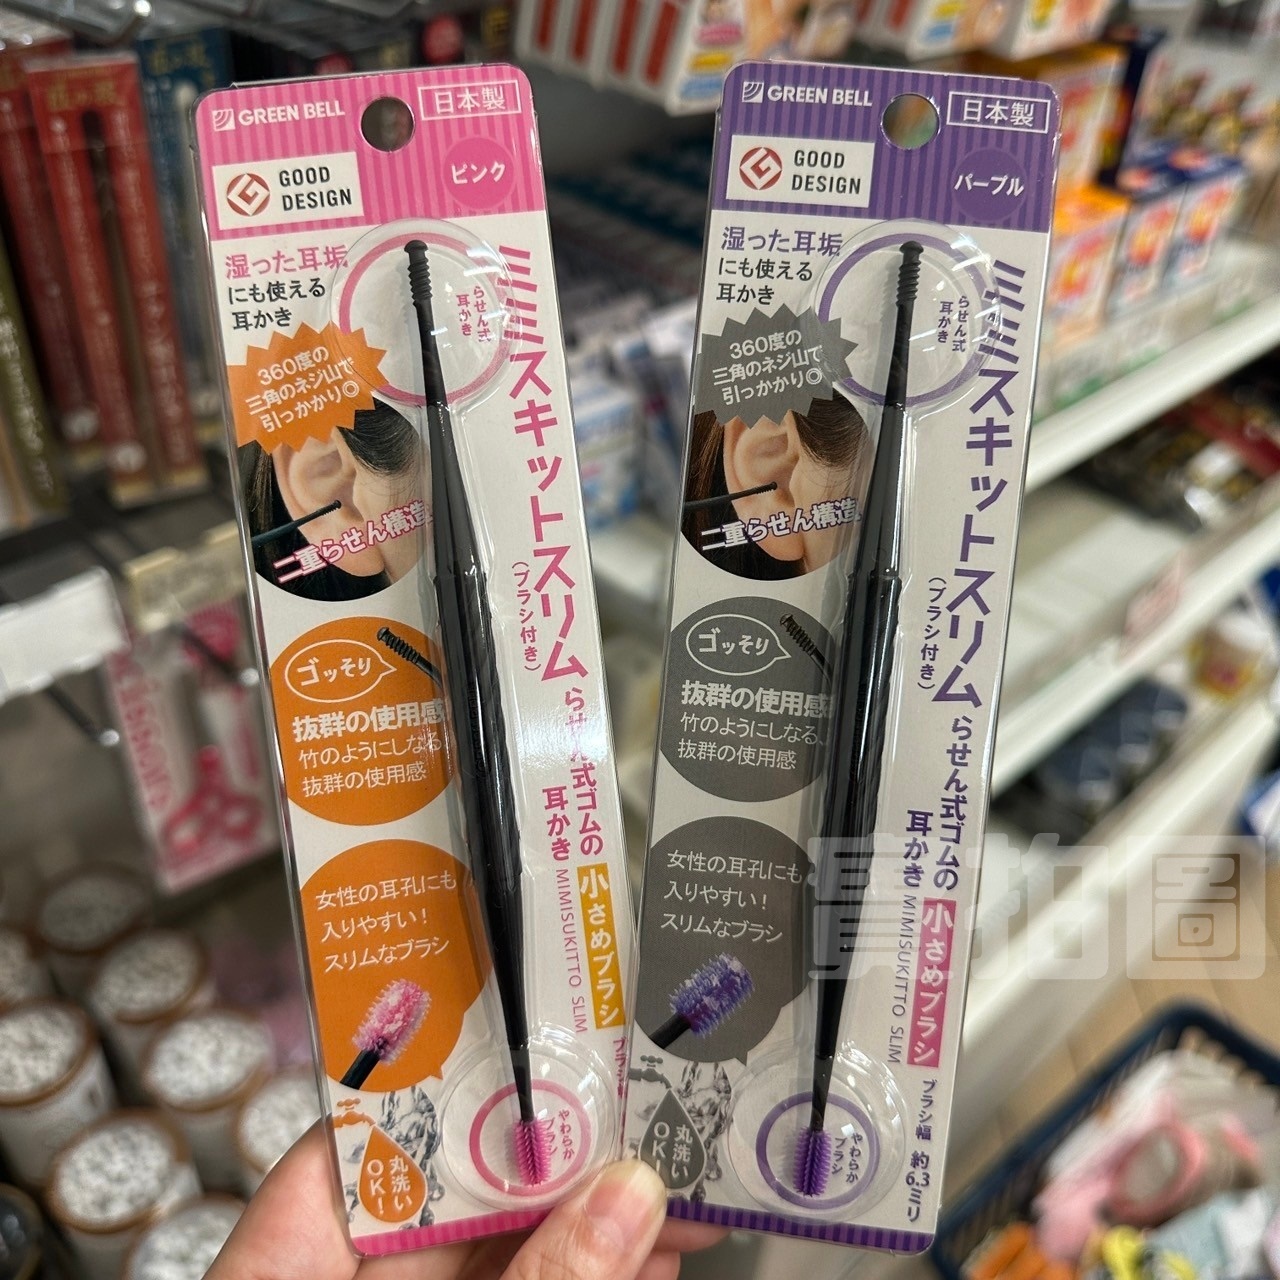 GREEN BELL
日本製
GOOD DESIGN
ピンク
湿った耳垢
にも使える
耳かき
らせん式
耳かき
360度の
三角のネジ山で
引っかかり◎
二重らせん構造
ミミスキットスリム
(ブラシ付き)
らせん式ゴムの
耳かき
小さめブラシ
MIMISUKITTO SLIM
ゴッそり
抜群の使用感
竹のようにしなる
抜群の使用感
女性の耳孔にも
入りやすい!
スリムなブラシ
やわらか
ブラシ
丸洗い
OK!
GREEN BELL
日本製
GOOD DESIGN
パープル
湿った耳垢
にも使える
耳かき
らせん式
耳かき
360度の
三角のネジ山で
引っかかり◎
二重らせん構造
ミミスキットスリム
(ブラシ付き)
らせん式ゴムの
耳かき
小さめブラシ
MIMISUKITTO SLIM
ブラシ幅 約6.3ミリ
ゴッそり
抜群の使用感
竹のようにしなる
抜群の使用感
女性の耳孔にも
入りやすい!
スリムなブラシ
やわらか
ブラシ
丸洗い
OK!
實拍圖